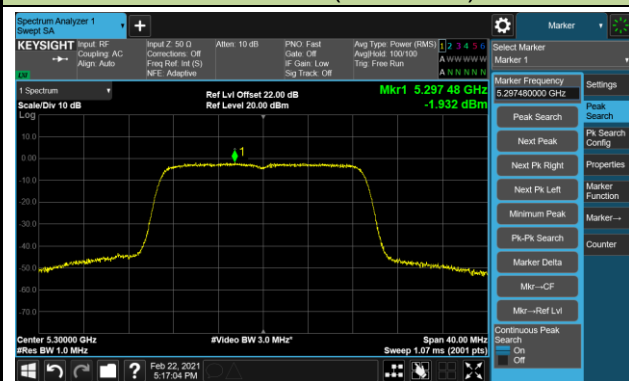 Spectrum Analyzer 1
Swept SA
Marker
KEYSIGHT
Input: RF
Coupling: AC
Align: Auto
Input Z: 50 Ω
Corrections: Off
Freq Ref: Int (S)
NFE: Adaptive
Atten: 10 dB
PNO: Fast
Gate: Off
IF Gain: Low
Sig Track: Off
Avg Type: Power (RMS)
Avg|Hold: 100/100
Trig: Free Run
1 2 3 4 5 6
A W W W W W
A N N N N N
Select Marker
Marker 1
1 Spectrum
Scale/Div 10 dB
Log
Ref Lvl Offset 22.00 dB
Ref Level 20.00 dBm
Mkr1 5.297 48 GHz
-1.932 dBm
10.0
0.00
-10.0
-20.0
-30.0
-40.0
-50.0
-60.0
-70.0
1
Center 5.30000 GHz
#Res BW 1.0 MHz
#Video BW 3.0 MHz*
Span 40.00 MHz
Sweep 1.07 ms (2001 pts)
Marker Frequency
5.297480000 GHz
Peak Search
Next Peak
Next Pk Right
Next Pk Left
Minimum Peak
Pk-Pk Search
Marker Delta
Mkr→CF
Mkr→Ref Lvl
Continuous Peak
Search
On
Off
Settings
Peak
Search
Pk Search
Config
Properties
Marker
Function
Marker→
Counter
?
Feb 22, 2021
5:17:04 PM